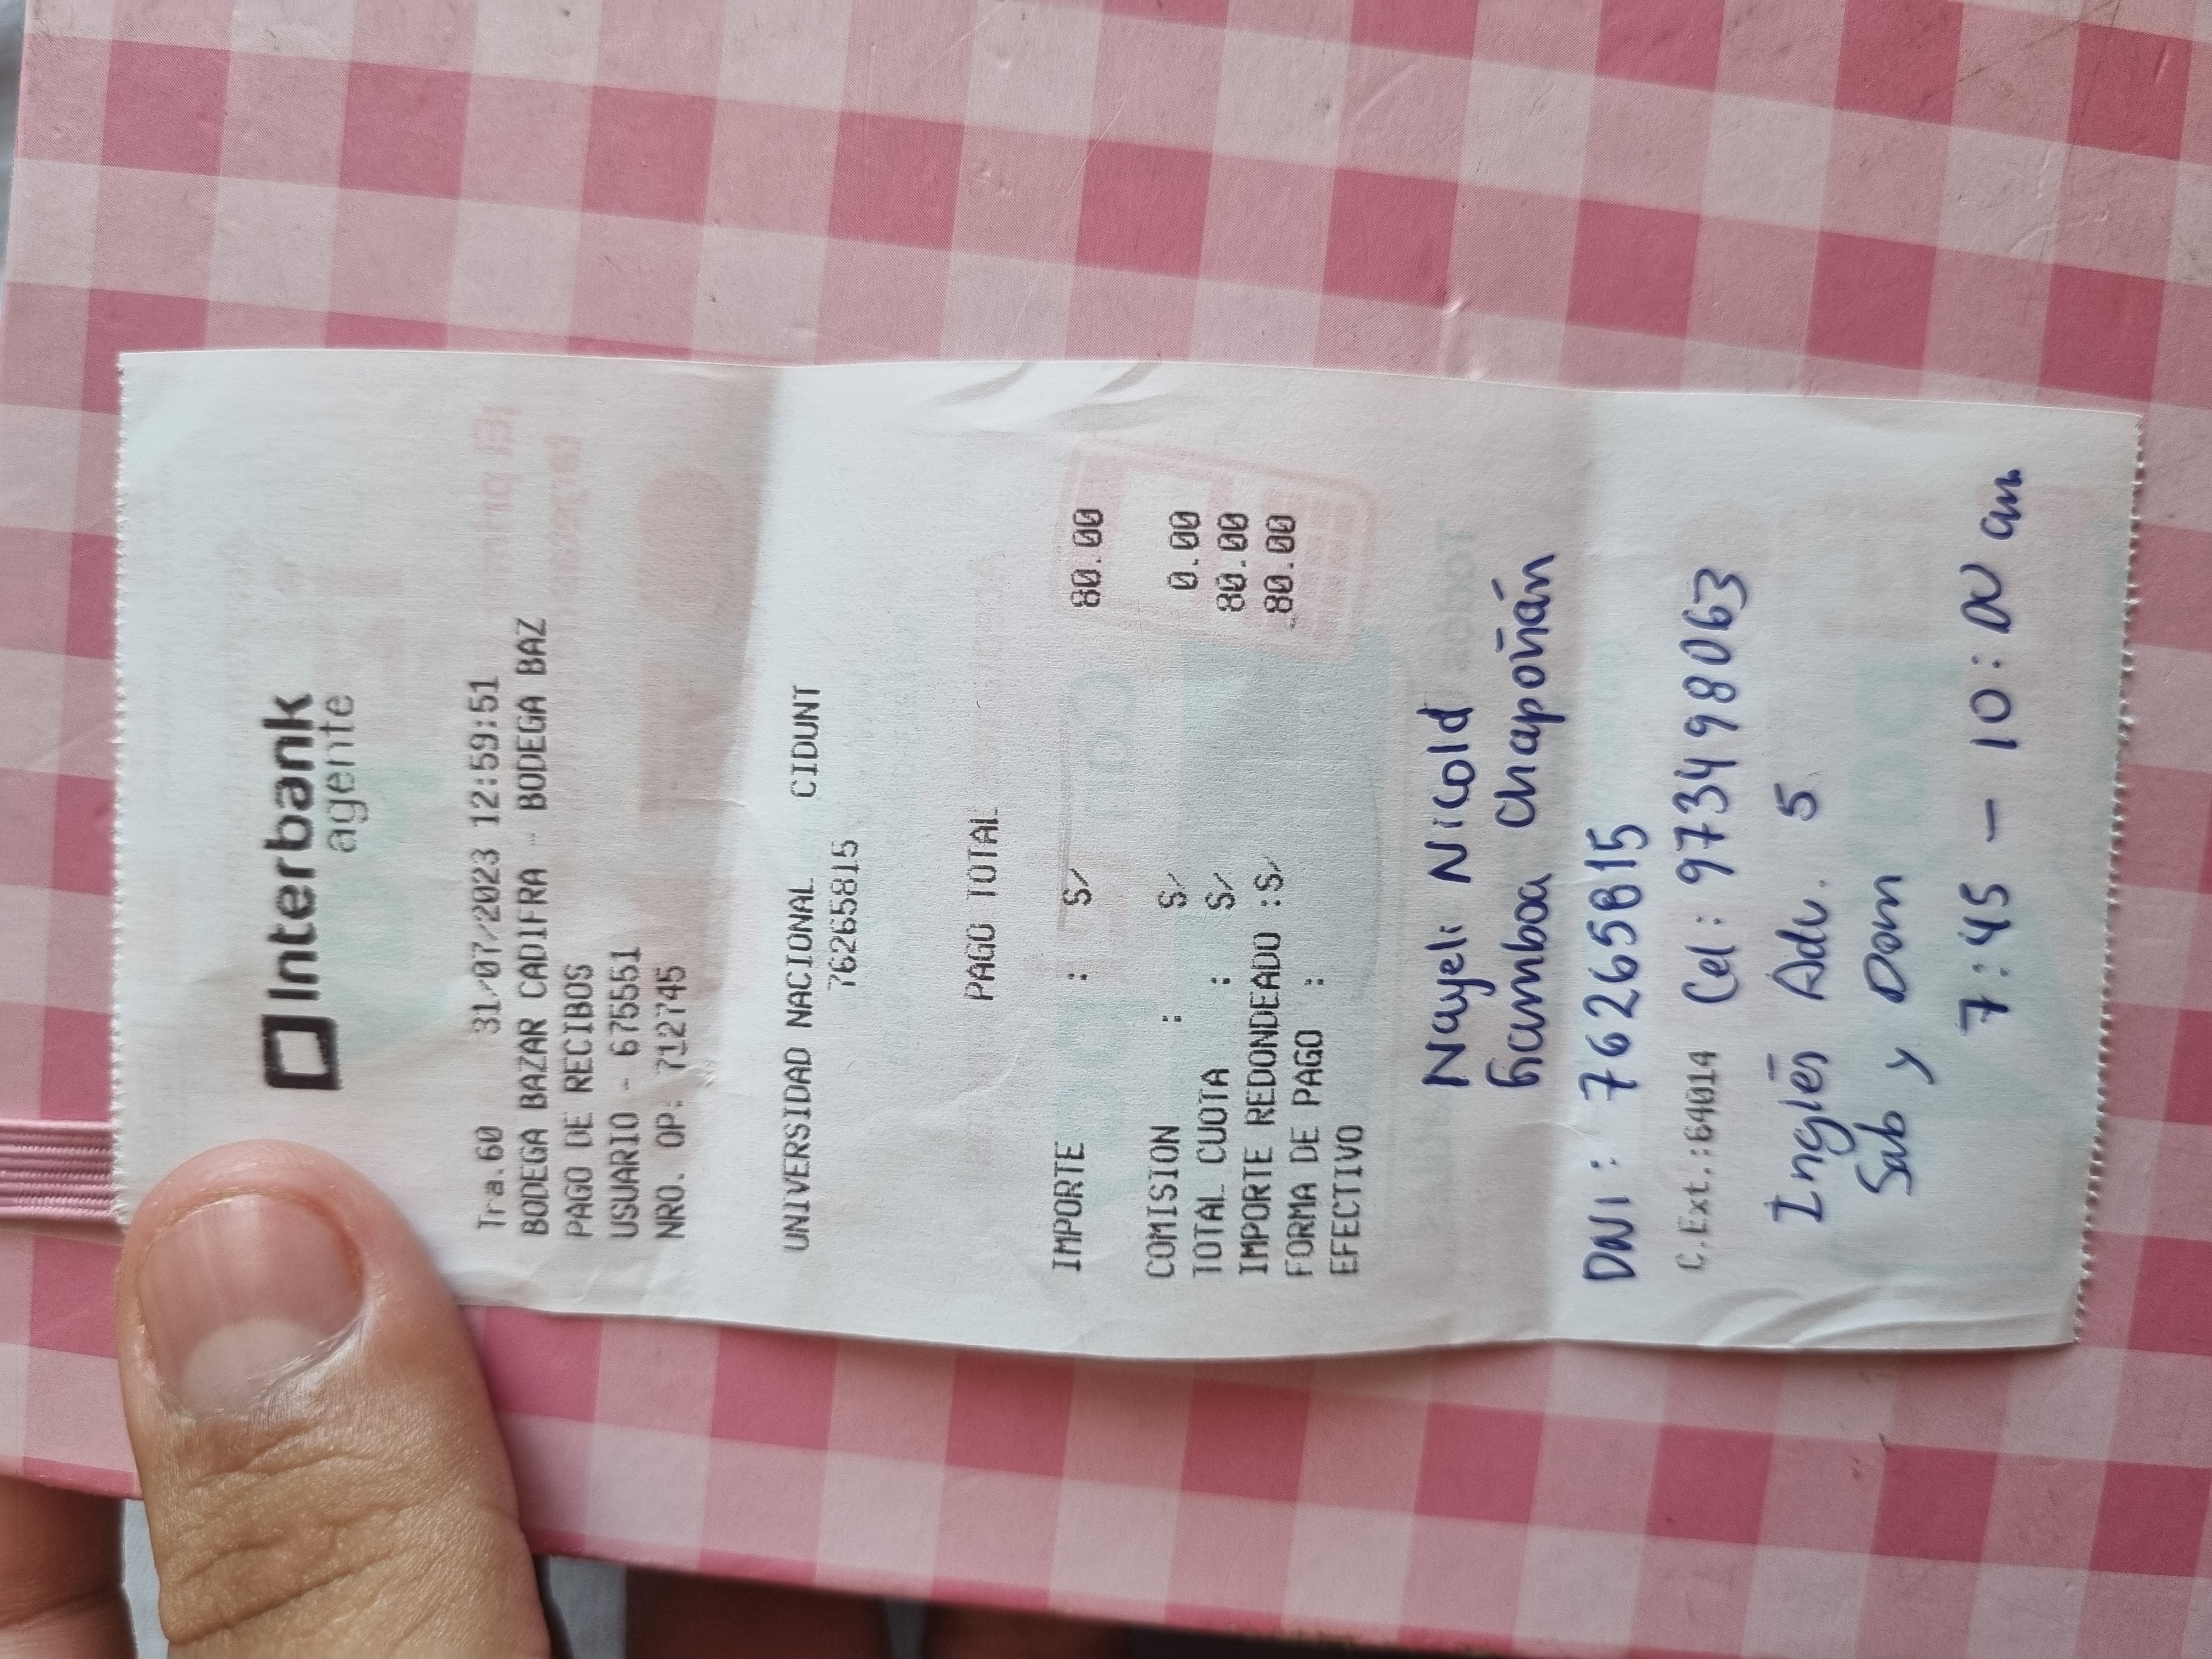 Interbank
agente
Tra.60 31/07/2023 12:59:51
BODEGA BAZAR CADIFRA - BODEGA BAZ
PAGO DE RECIBOS
USUARIO - 675551
NRO. OP: 712745
UNIVERSIDAD NACIONAL CIDUNT
76265815
PAGO TOTAL
IMPORTE : S/ 80.00
COMISION : S/ 0.00
TOTAL CUOTA : S/ 80.00
IMPORTE REDONDEADO :S/ 80.00
FORMA DE PAGO :
EFECTIVO
Nayeli Nicold
Gamboa Chapoñán
DNI: 76265815
C.Ext.:64014 Cel: 973498063
Inglés Adv. 5
Sab y Dom
7:45 - 10:00 am